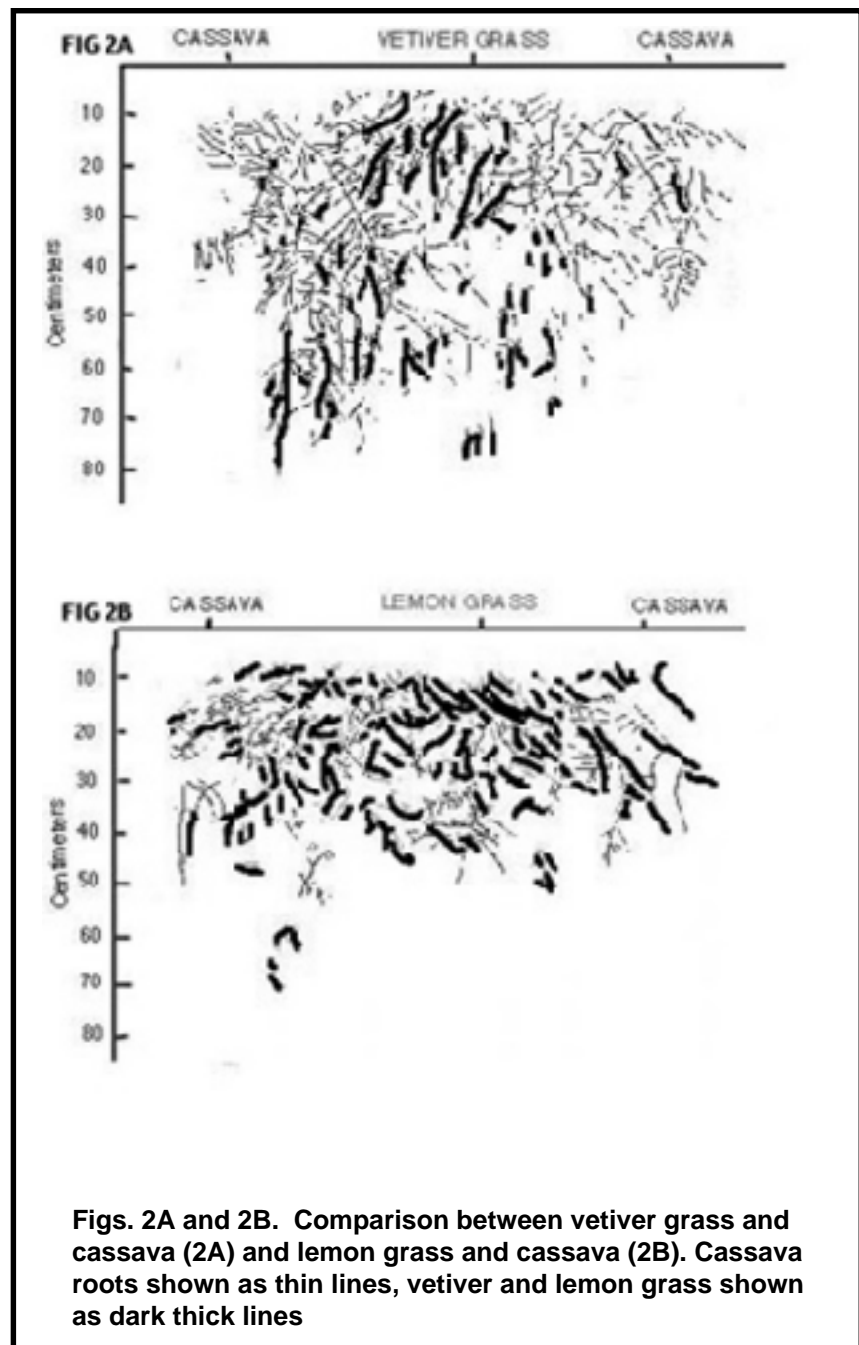 FIG 2A CASSAVA VETIVER GRASS CASSAVA
10
20
30
40
50
60
70
80
Centimeters
FIG 2B CASSAVA LEMON GRASS CASSAVA
10
20
30
40
50
60
70
80
Centimeters
Figs. 2A and 2B. Comparison between vetiver grass and
cassava (2A) and lemon grass and cassava (2B). Cassava
roots shown as thin lines, vetiver and lemon grass shown
as dark thick lines